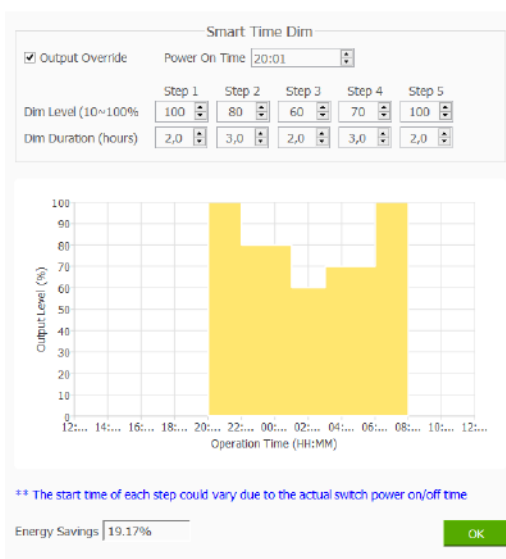 Smart Time Dim
Output Override Power On Time 20:01
Step 1 Step 2 Step 3 Step 4 Step 5
Dim Level (10~100% 100 80 60 70 100
Dim Duration (hours) 2,0 3,0 2,0 3,0 2,0
100
90
80
70
60
50
40
30
20
10
0
Output Level (%)
12:... 14:... 16:... 18:... 20:... 22:... 00:... 02:... 04:... 06:... 08:... 10:... 12:...
Operation Time (HH:MM)
** The start time of each step could vary due to the actual switch power on/off time
Energy Savings 19.17%
OK